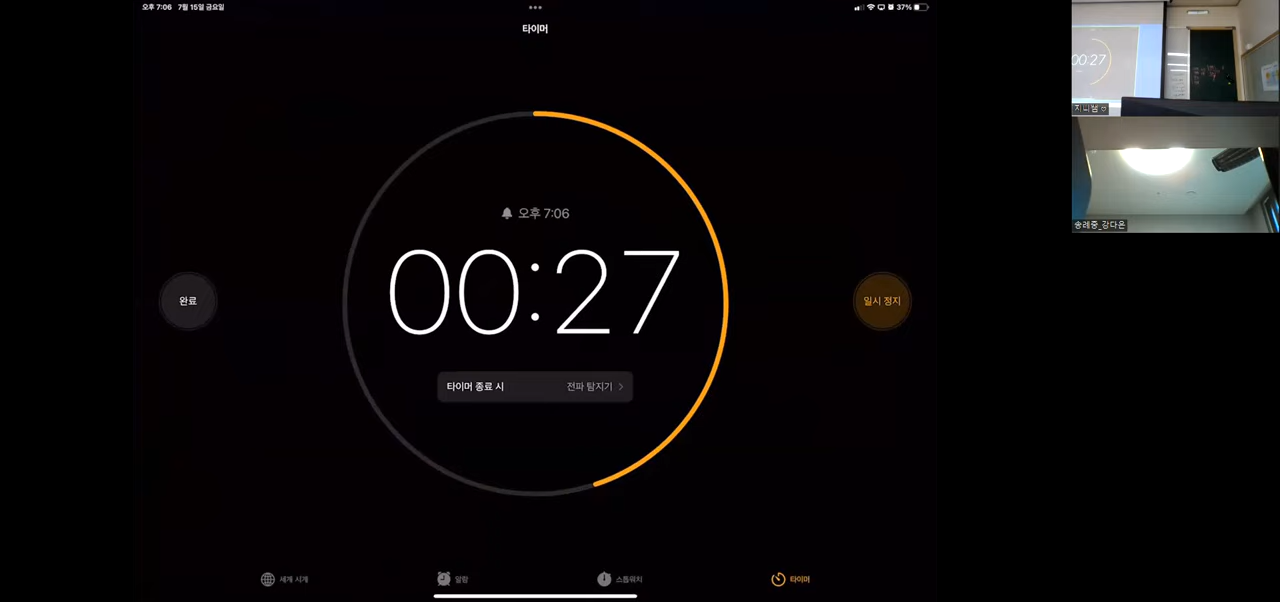 오후 7:06 7월 15일 금요일
37%
타이머
오후 7:06
00:27
완료
일시 정지
타이머 종료 시 전파 탐지기
세계 시계
알람
스톱워치
타이머
00:27
지나쌤
송례중_강다은